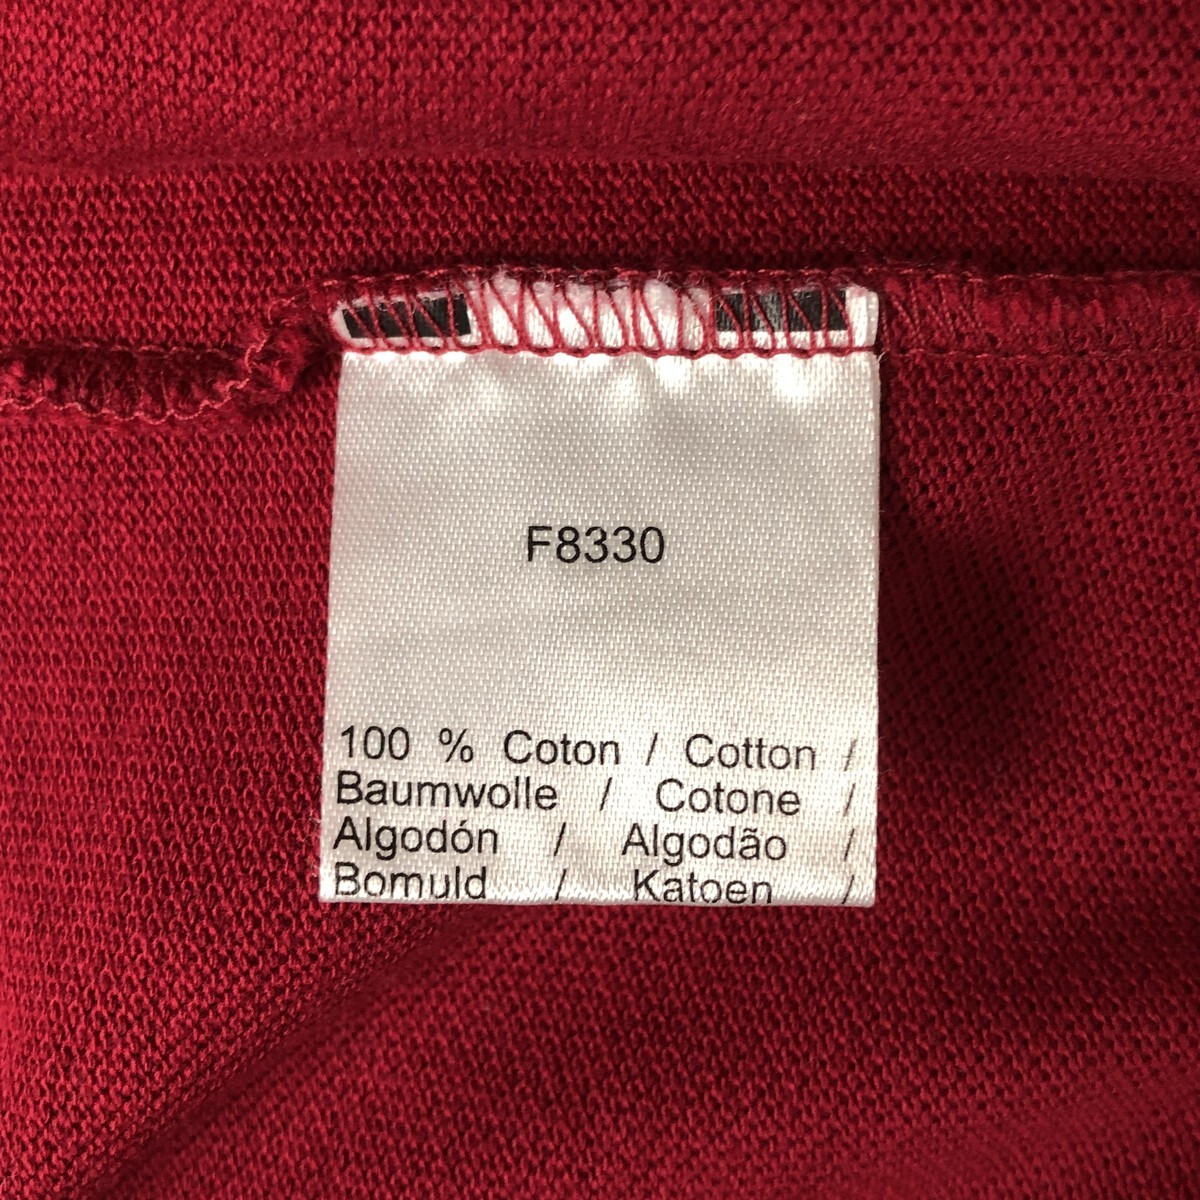 F8330
100 % Coton / Cotton /
Baumwolle / Cotone /
Algodón / Algodão /
Bomuld / Katoen /